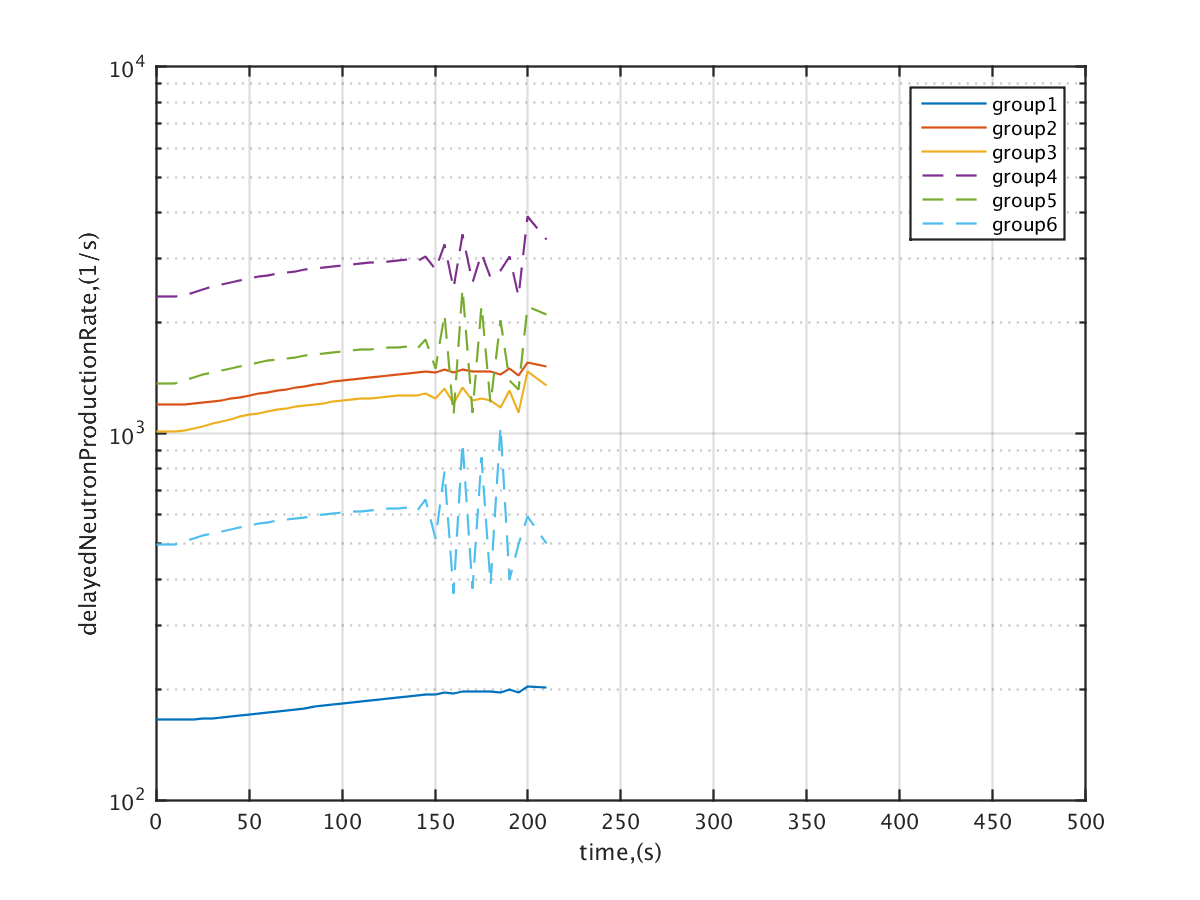 10^4
10^3
10^2
delayedNeutronProductionRate,(1/s)
group1
group2
group3
group4
group5
group6
0 50 100 150 200 250 300 350 400 450 500
time,(s)